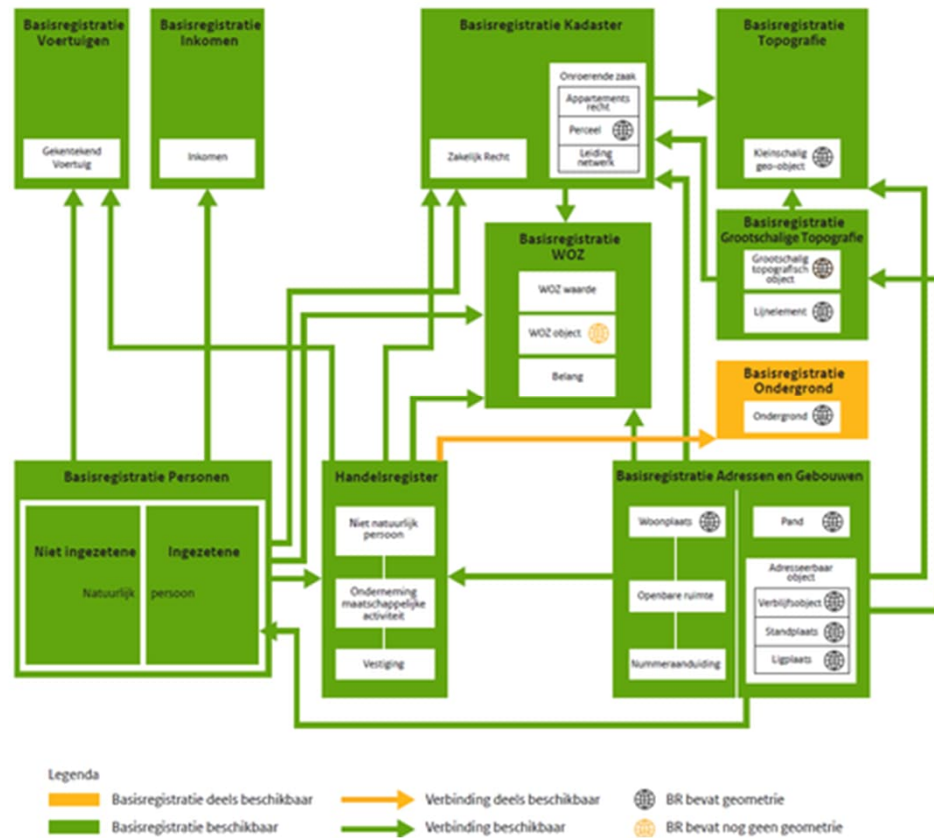 Basisregistratie
Voertuigen
Gekentekend
Voertuig
Basisregistratie
Inkomen
Inkomen
Basisregistratie Kadaster
Zakelijk Recht
Onroerende zaak
Appartements
recht
Perceel
Leiding
netwerk
Basisregistratie
Topografie
Kleinschalig
geo-object
Basisregistratie
Grootschalige Topografie
Grootschalig
topografisch
object
Lijnelement
Basisregistratie
WOZ
WOZ waarde
WOZ object
Belang
Basisregistratie
Ondergrond
Ondergrond
Basisregistratie Personen
Niet ingezetene
Ingezetene
Natuurlijk
persoon
Handelsregister
Niet natuurlijk
persoon
Onderneming
maatschappelijke
activiteit
Vestiging
Basisregistratie Adressen en Gebouwen
Woonplaats
Openbare ruimte
Nummeraanduiding
Pand
Adresseerbaar
object
Verblijfsobject
Standplaats
Ligplaats
Legenda
Basisregistratie deels beschikbaar
Verbinding deels beschikbaar
BR bevat geometrie
Basisregistratie beschikbaar
Verbinding beschikbaar
BR bevat nog geen geometrie